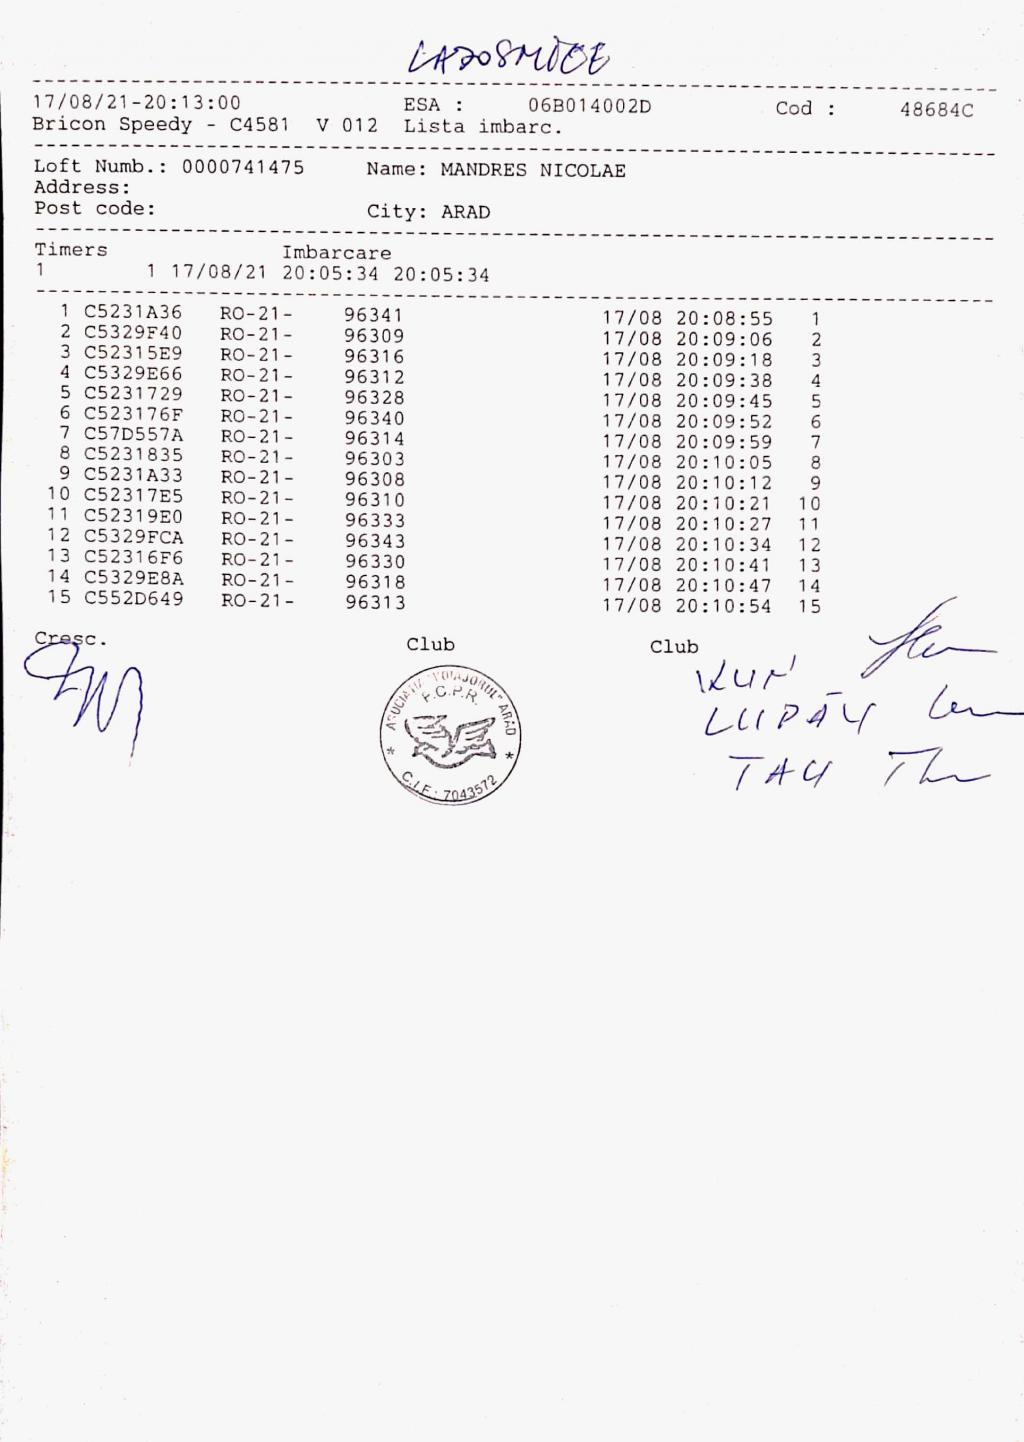 17/08/21-20:13:00 ESA : 06B014002D Cod : 48684C
Bricon Speedy - C4581 V 012 Lista imbarc.
Loft Numb.: 0000741475 Name: MANDRES NICOLAE
Address:
Post code: City: ARAD
Timers Imbarcare
1 1 17/08/21 20:05:34 20:05:34
1 C5231A36 RO-21- 96341 17/08 20:08:55 1
2 C5329F40 RO-21- 96309 17/08 20:09:06 2
3 C52315E9 RO-21- 96316 17/08 20:09:18 3
4 C5329E66 RO-21- 96312 17/08 20:09:38 4
5 C5231729 RO-21- 96328 17/08 20:09:45 5
6 C523176F RO-21- 96340 17/08 20:09:52 6
7 C57D557A RO-21- 96314 17/08 20:09:59 7
8 C5231835 RO-21- 96303 17/08 20:10:05 8
9 C5231A33 RO-21- 96308 17/08 20:10:12 9
10 C52317E5 RO-21- 96310 17/08 20:10:21 10
11 C52319E0 RO-21- 96333 17/08 20:10:27 11
12 C5329FCA RO-21- 96343 17/08 20:10:34 12
13 C52316F6 RO-21- 96330 17/08 20:10:41 13
14 C5329E8A RO-21- 96318 17/08 20:10:47 14
15 C552D649 RO-21- 96313 17/08 20:10:54 15
Cresc. Club Club
ARAD
F.C.P.R.
C.I.F.: 7043572
KUN
TAU